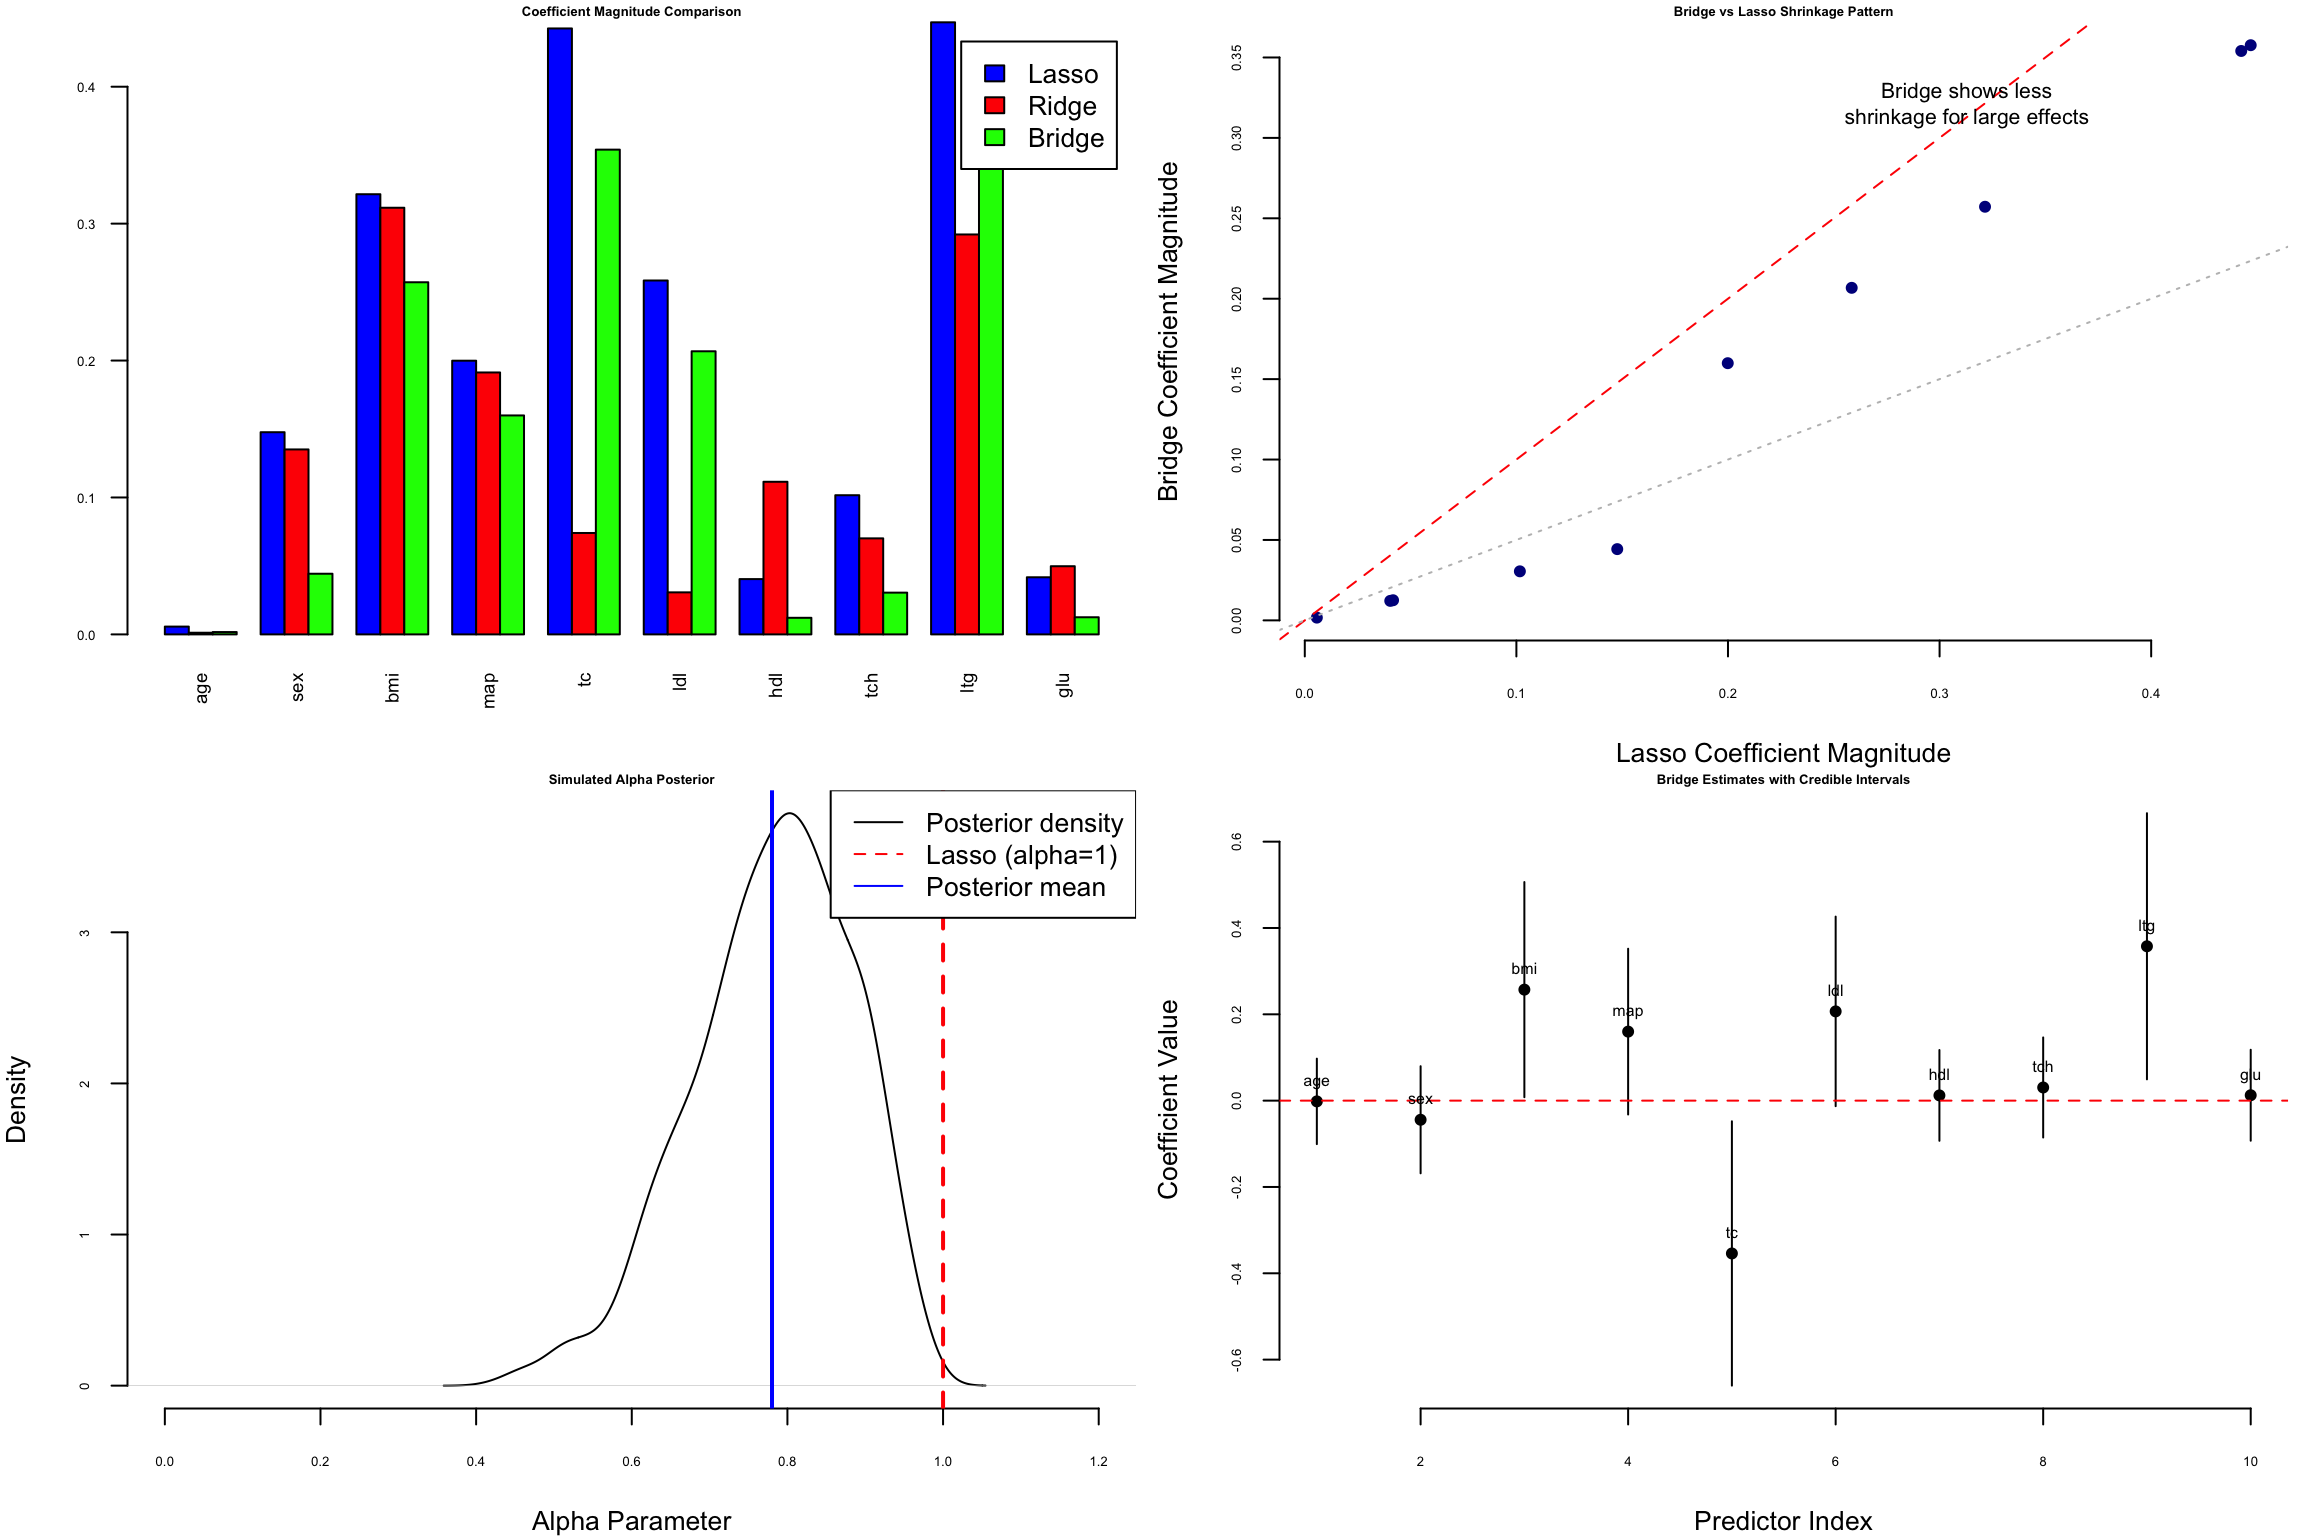 Coefficient Magnitude Comparison
0.4
0.3
0.2
0.1
0.0
Lasso
Ridge
Bridge
age
sex
bmi
map
tc
ldl
hdl
tch
ltg
glu
Bridge vs Lasso Shrinkage Pattern
Bridge Coefficient Magnitude
0.35
0.30
0.25
0.20
0.15
0.10
0.05
0.00
Bridge shows less
shrinkage for large effects
0.0 0.1 0.2 0.3 0.4
Lasso Coefficient Magnitude
Simulated Alpha Posterior
Density
3
2
1
0
Posterior density
Lasso (alpha=1)
Posterior mean
0.0 0.2 0.4 0.6 0.8 1.0 1.2
Alpha Parameter
Bridge Estimates with Credible Intervals
Coefficient Value
0.6
0.4
0.2
0.0
-0.2
-0.4
-0.6
age
sex
bmi
map
tc
ldl
hdl
tch
ltg
glu
2 4 6 8 10
Predictor Index